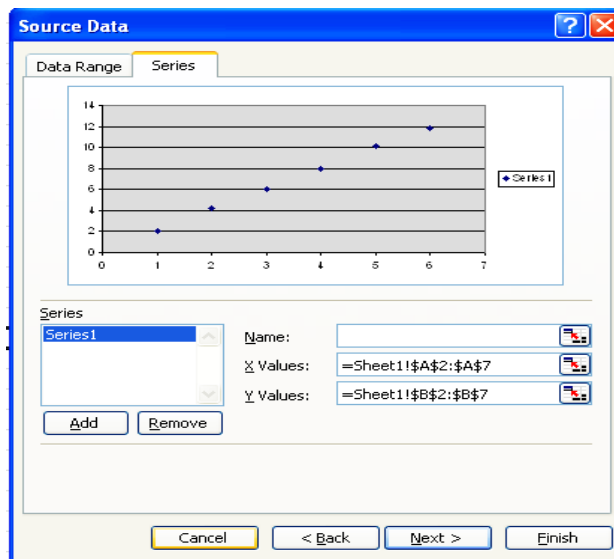 Source Data
Data Range Series
14
12
10
8
6
4
2
0
0 1 2 3 4 5 6 7
Series1
Series
Series1
Name:
X Values: =Sheet1!$A$2:$A$7
Y Values: =Sheet1!$B$2:$B$7
Add Remove
Cancel < Back Next > Finish